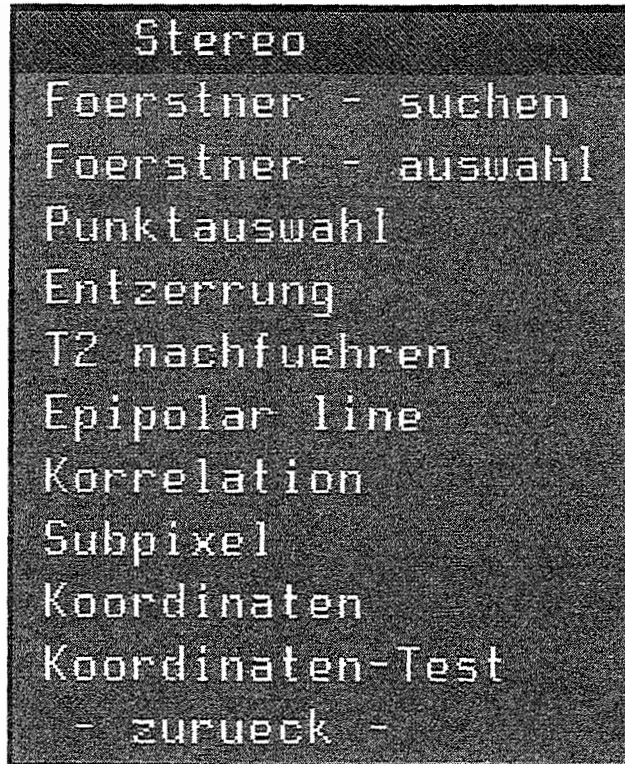 Stereo
Foerstner - suchen
Foerstner - auswahl
Punktauswahl
Entzerrung
T2 nachfuehren
Epipolar line
Korrelation
Subpixel
Koordinaten
Koordinaten-Test
- zurueck -